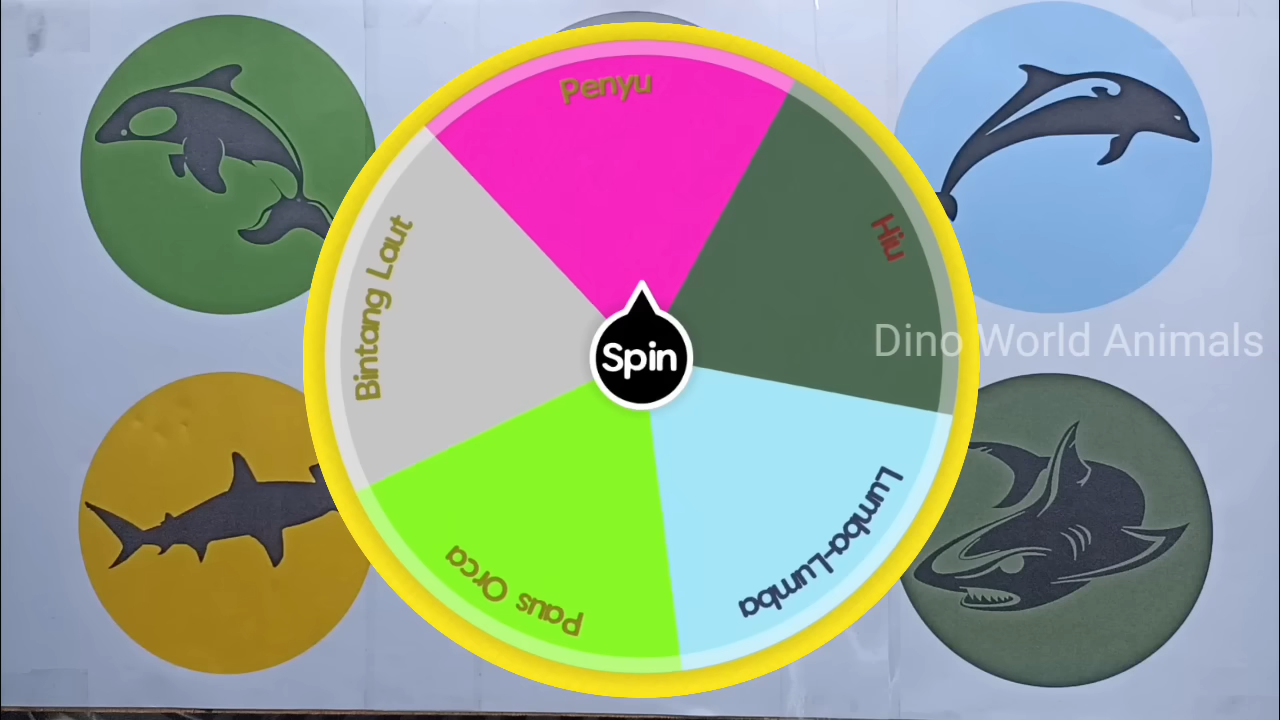 Penyu
Hiu
Bintang Laut
Spin
Dino World Animals
Lumba-Lumba
Paus Orca